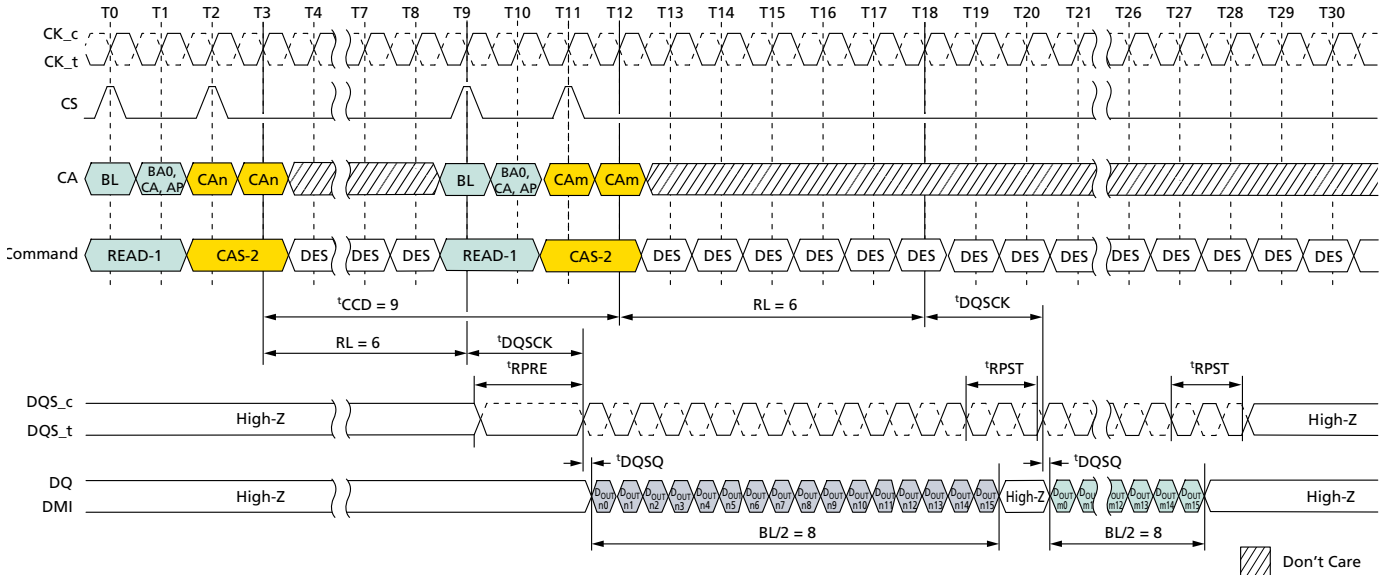 T0 T1 T2 T3 T4 T7 T8 T9 T10 T11 T12 T13 T14 T15 T16 T17 T18 T19 T20 T21 T26 T27 T28 T29 T30
CK_c
CK_t
CS
CA BL BA0, CA, AP CAn CAn BL BA0, CA, AP CAm CAm
Command READ-1 CAS-2 DES DES DES READ-1 CAS-2 DES DES DES DES DES DES DES DES DES DES DES DES DES DES
tCCD = 9 RL = 6 tDQSCK
RL = 6 tDQSCK
tRPRE tRPST tRPST
DQS_c
DQS_t
High-Z High-Z
tDQSQ tDQSQ
DQ
DMI
High-Z DOUT n0 DOUT n1 DOUT n2 DOUT n3 DOUT n4 DOUT n5 DOUT n6 DOUT n7 DOUT n8 DOUT n9 DOUT n10 DOUT n11 DOUT n12 DOUT n13 DOUT n14 DOUT n15 High-Z DOUT m0 DOUT m1 DOUT m12 DOUT m13 DOUT m14 DOUT m15 High-Z
BL/2 = 8 BL/2 = 8
Don't Care